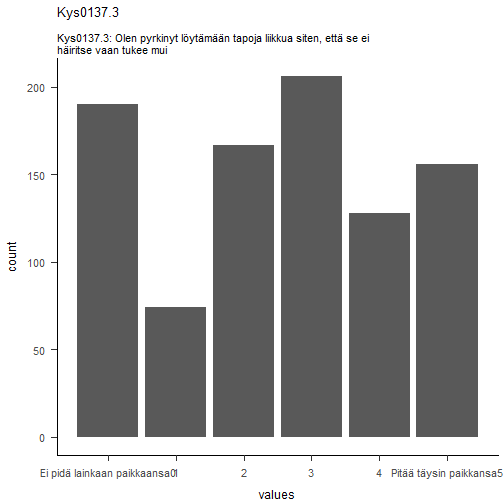 Kys0137.3
Kys0137.3: Olen pyrkinyt löytämään tapoja liikkua siten, että se ei
häiritse vaan tukee mui
200
150
100
50
0
count
Ei pidä lainkaan paikkaansa0 1 2 3 4 Pitää täysin paikkansa5
values